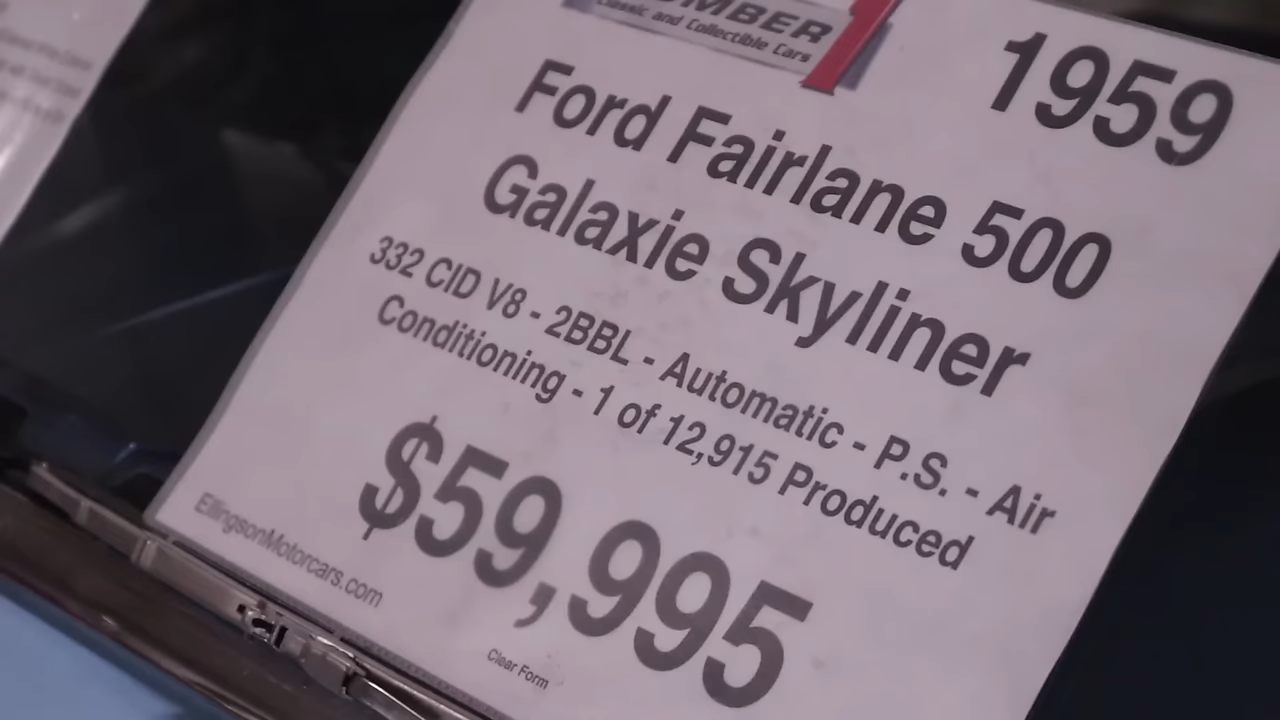 Classic and Collectible Cars
1
1959
Ford Fairlane 500
Galaxie Skyliner
332 CID V8 - 2BBL - Automatic - P.S. - Air
Conditioning - 1 of 12,915 Produced
$59,995
EllingsonMotorcars.com
Clear Form